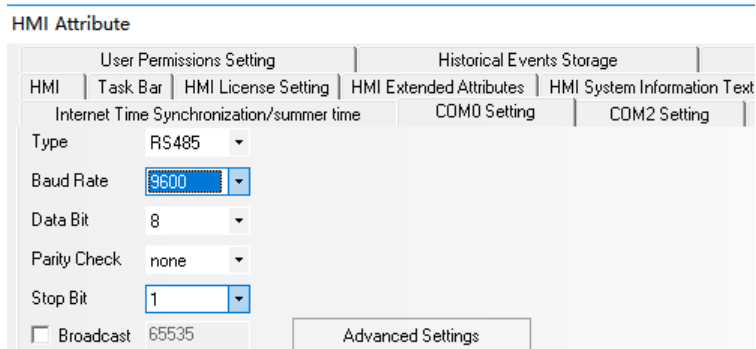 HMI Attribute
User Permissions Setting Historical Events Storage
HMI Task Bar HMI License Setting HMI Extended Attributes HMI System Information Text
Internet Time Synchronization/summer time COM0 Setting COM2 Setting
Type RS485
Baud Rate 9600
Data Bit 8
Parity Check none
Stop Bit 1
Broadcast 65535 Advanced Settings